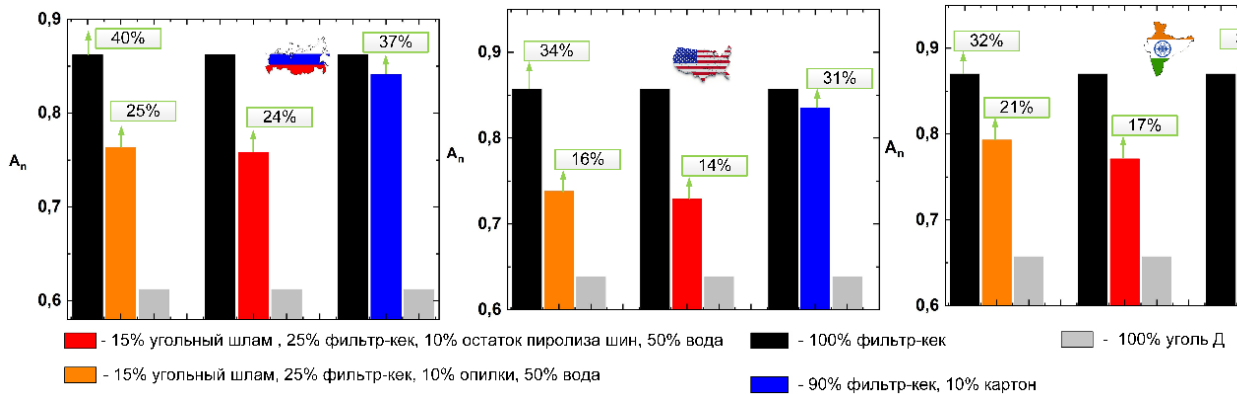 0,9
40%
37%
25%
24%
0,8
0,7
0,6
Aₙ
0,9
34%
31%
16%
14%
0,8
0,7
0,6
Aₙ
0,9
32%
21%
17%
0,8
0,7
0,6
Aₙ
- 15% угольный шлам , 25% фильтр-кек, 10% остаток пиролиза шин, 50% вода
- 100% фильтр-кек
- 100% уголь Д
- 15% угольный шлам, 25% фильтр-кек, 10% опилки, 50% вода
- 90% фильтр-кек, 10% картон